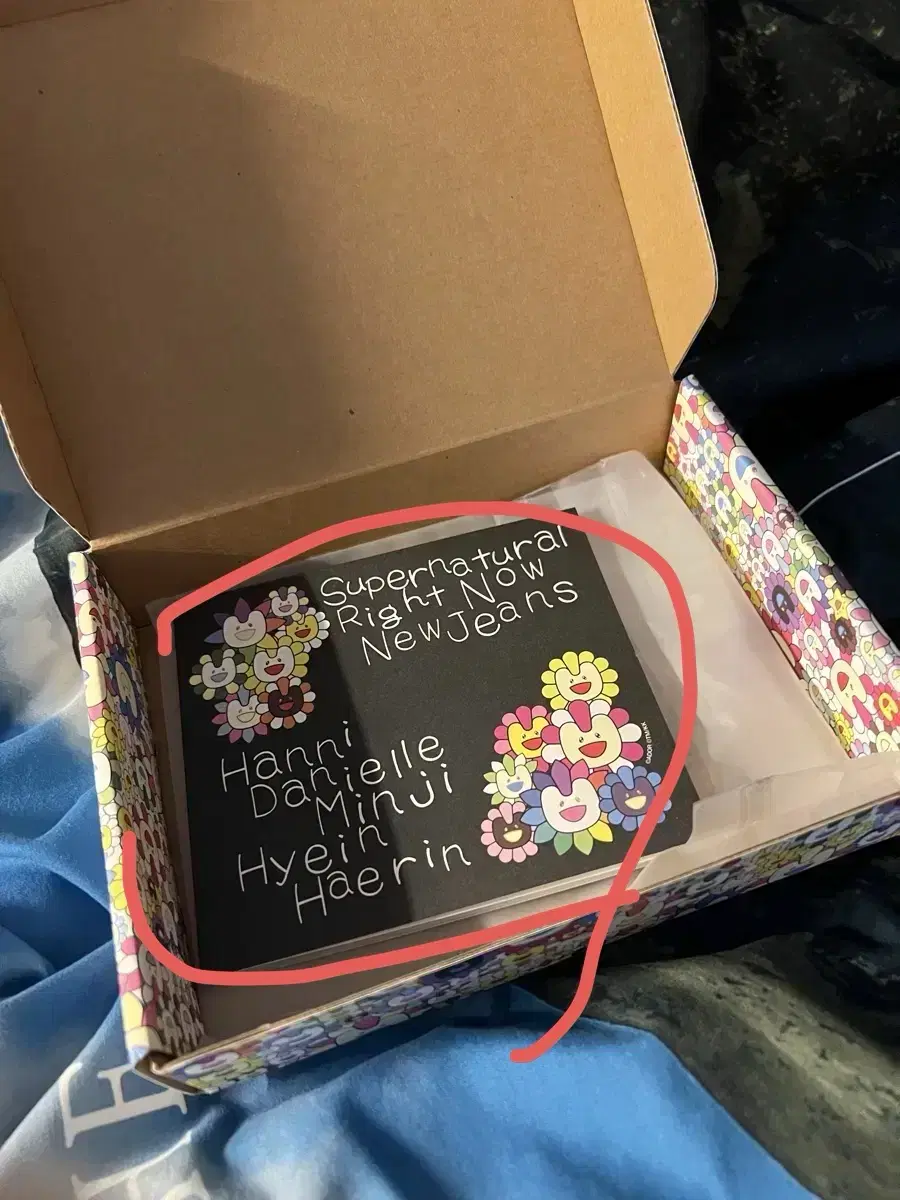 Supernatural
Right Now
NewJeans
Hanni
Danielle
Minji
Hyein
Haerin